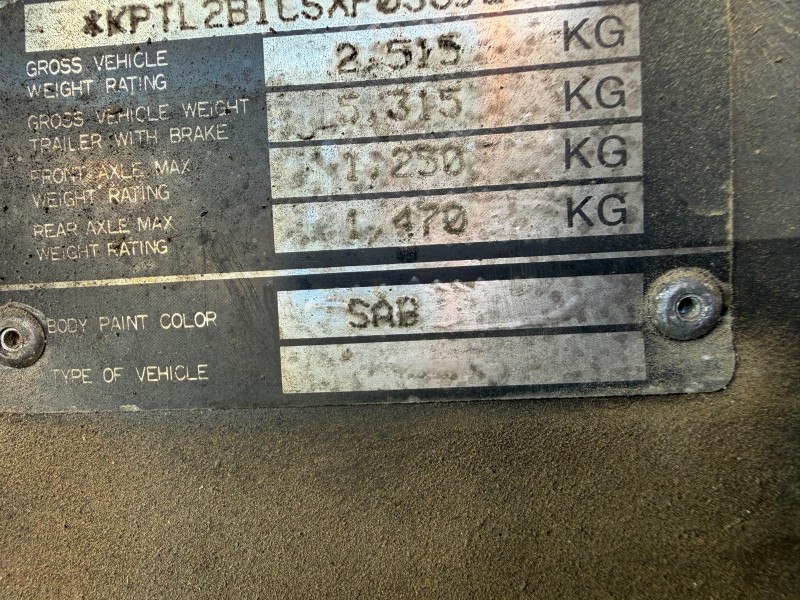 GROSS VEHICLE
WEIGHT RATING 2,515 KG
GROSS VEHICLE WEIGHT
TRAILER WITH BRAKE 5,315 KG
FRONT AXLE MAX
WEIGHT RATING 1,250 KG
REAR AXLE MAX
WEIGHT RATING 1,470 KG
BODY PAINT COLOR SAB
TYPE OF VEHICLE